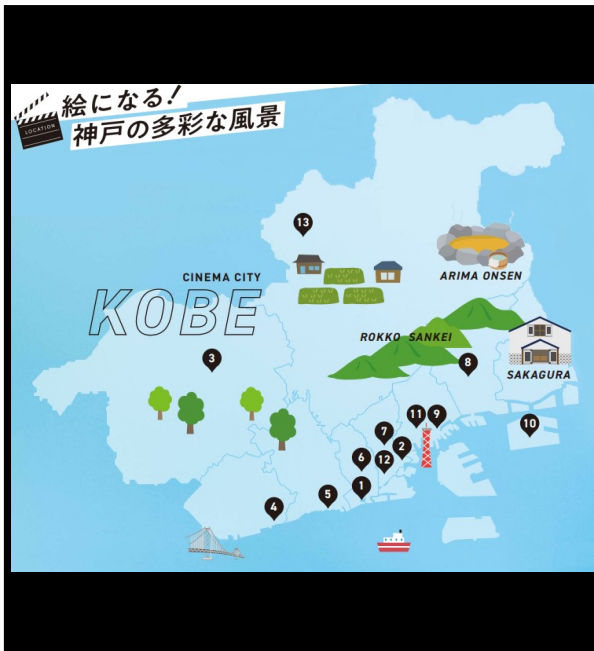 絵になる!
LOCATION
神戸の多彩な風景
13
ARIMA ONSEN
CINEMA CITY
KOBE
ROKKO SANKEI
3
8
SAKAGURA
11
9
10
7
2
6
12
1
5
4